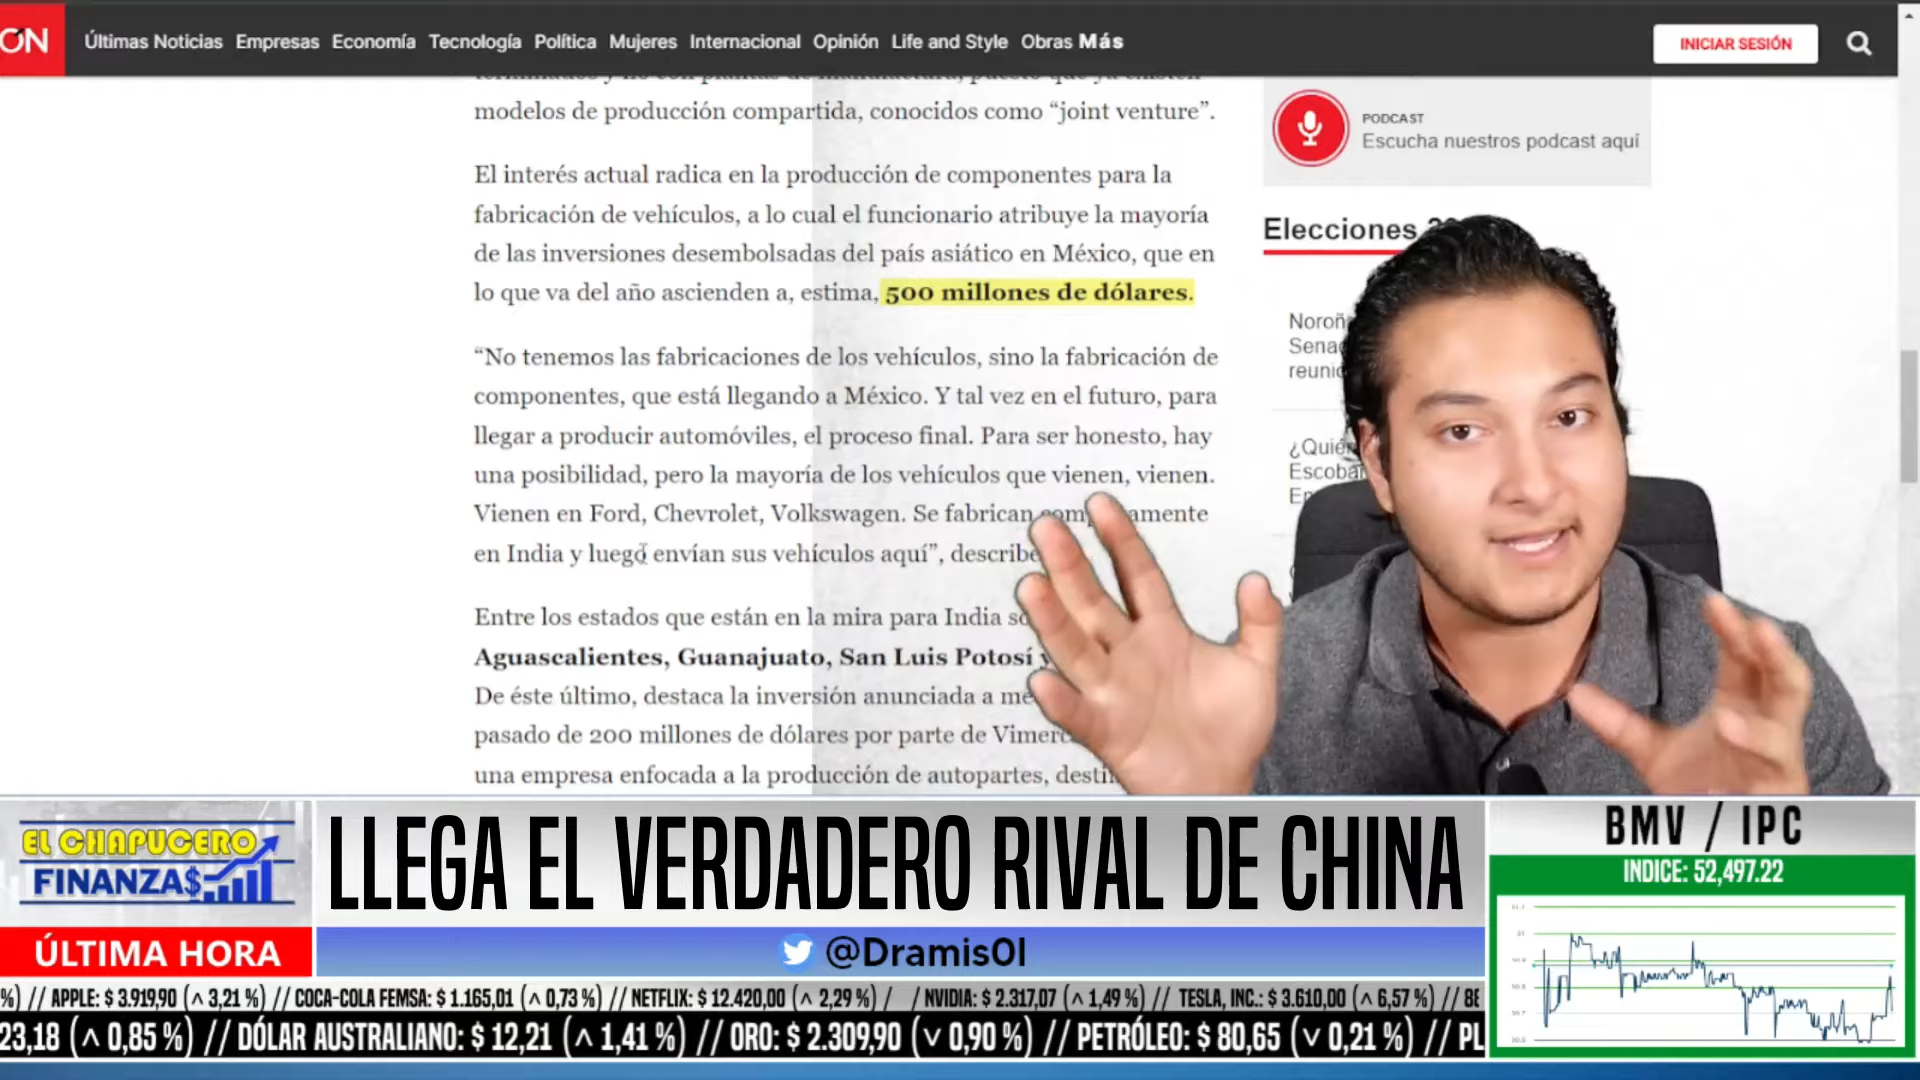 ON
Últimas Noticias Empresas Economía Tecnología Política Mujeres Internacional Opinión Life and Style Obras Más
INICIAR SESIÓN
modelos de producción compartida, conocidos como “joint venture”.
El interés actual radica en la producción de componentes para la
fabricación de vehículos, a lo cual el funcionario atribuye la mayoría
de las inversiones desembolsadas del país asiático en México, que en
lo que va del año ascienden a, estima, 500 millones de dólares.
“No tenemos las fabricaciones de los vehículos, sino la fabricación de
componentes, que está llegando a México. Y tal vez en el futuro, para
llegar a producir automóviles, el proceso final. Para ser honesto, hay
una posibilidad, pero la mayoría de los vehículos que vienen, vienen.
Vienen en Ford, Chevrolet, Volkswagen. Se fabrican
en India y luego envían sus vehículos aquí”, describe
Entre los estados que están en la mira para India
Aguascalientes, Guanajuato, San Luis Potosí y
De éste último, destaca la inversión anunciada a
pasado de 200 millones de dólares por parte de
una empresa enfocada a la producción de autopartes,
PODCAST
Escucha nuestros podcast aquí
Elecciones
EL CHAPUCERO
FINANZAS
ÚLTIMA HORA
LLEGA EL VERDADERO RIVAL DE CHINA
@Dramis0l
BMV / IPC
INDICE: 52,497.22
%) // APPLE: $ 3.919,90 (^ 3,21 %) // COCA-COLA FEMSA: $ 1.165,01 (^ 0,73 %) // NETFLIX: $ 12.420,00 (^ 2,29 %) / / NVIDIA: $ 2.317,07 (^ 1,49 %) // TESLA, INC.: $ 3.610,00 (^ 6,57 %) //
23,18 (^ 0,85 %) // DÓLAR AUSTRALIANO: $ 12,21 (^ 1,41 %) // ORO: $ 2.309,90 (v 0,90 %) // PETRÓLEO: $ 80,65 (v 0,21 %) // PL